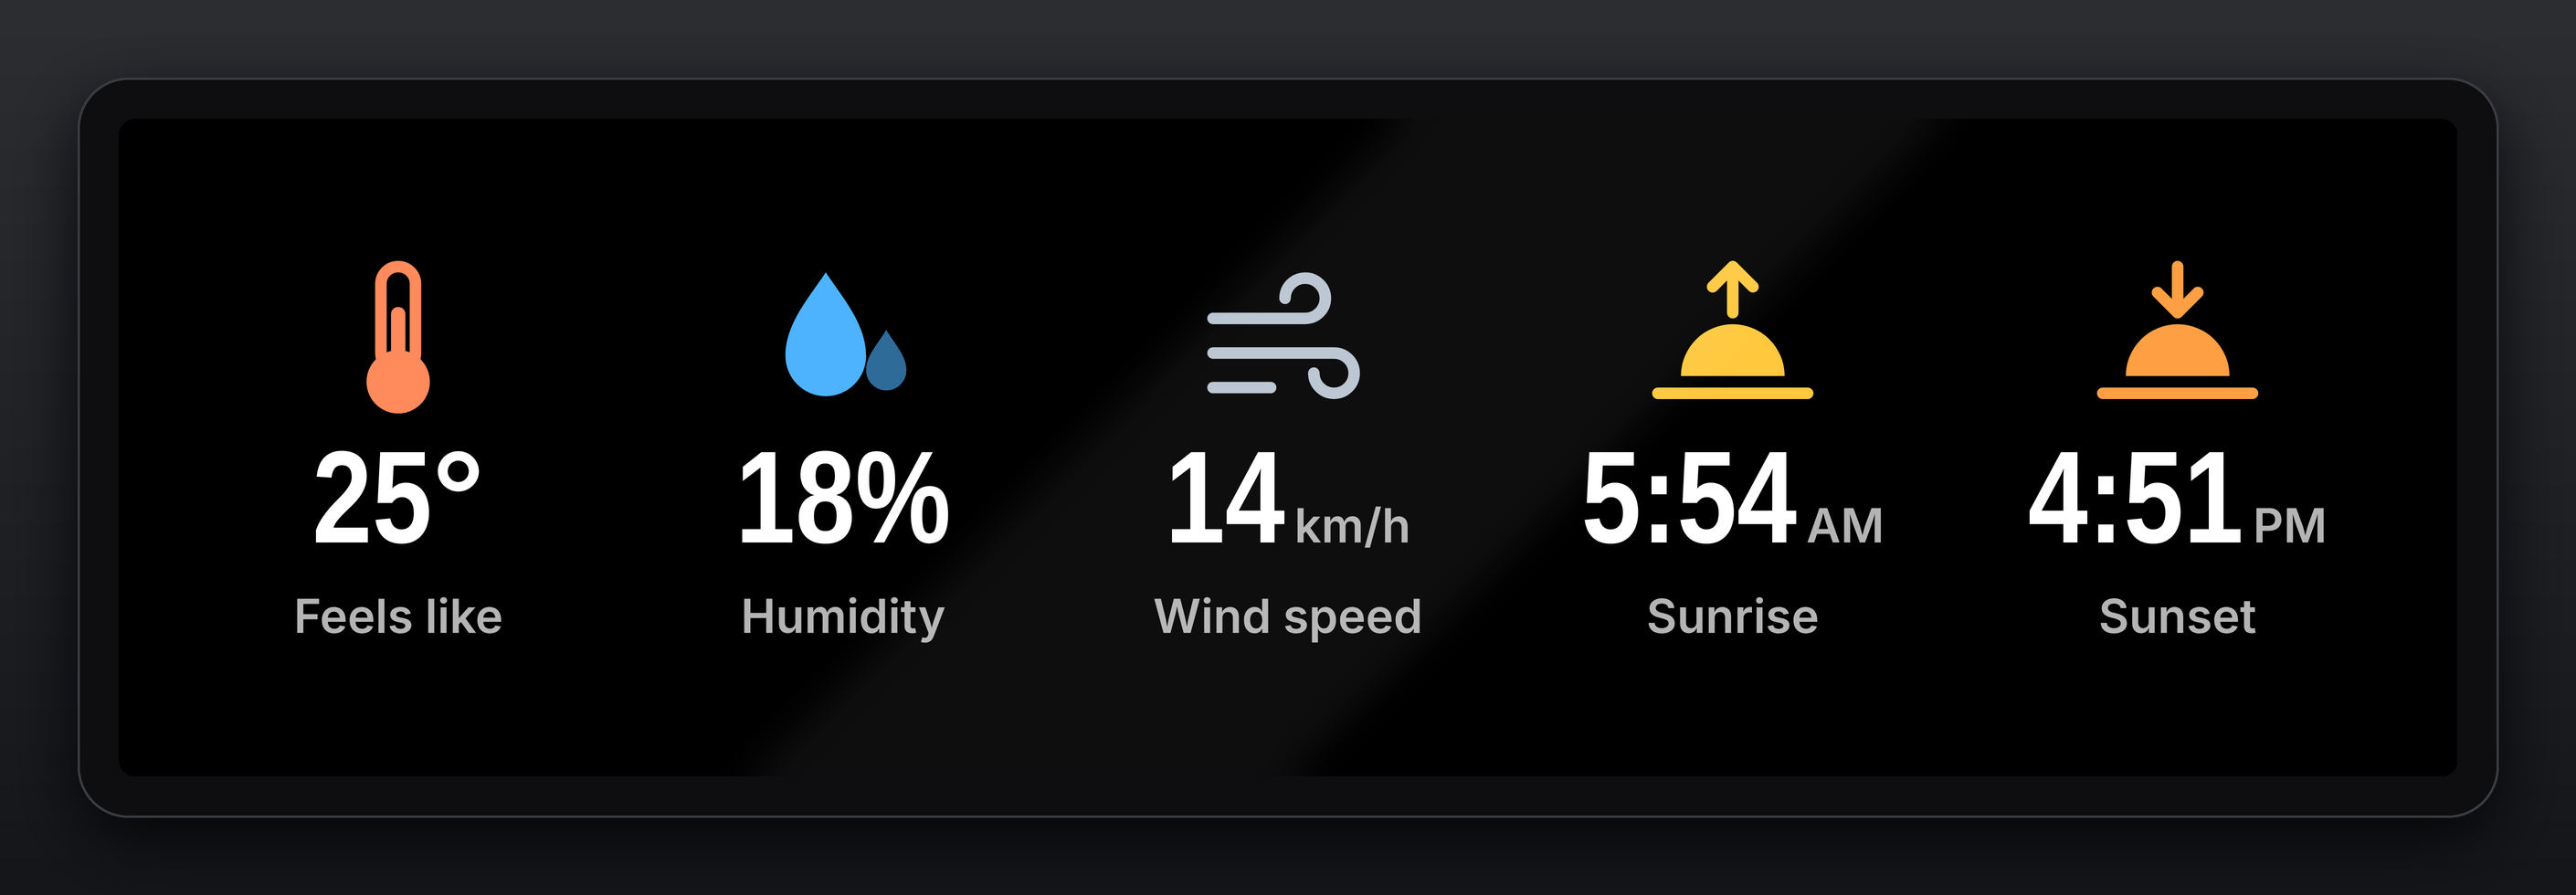 25°
Feels like
18%
Humidity
14 km/h
Wind speed
5:54 AM
Sunrise
4:51 PM
Sunset